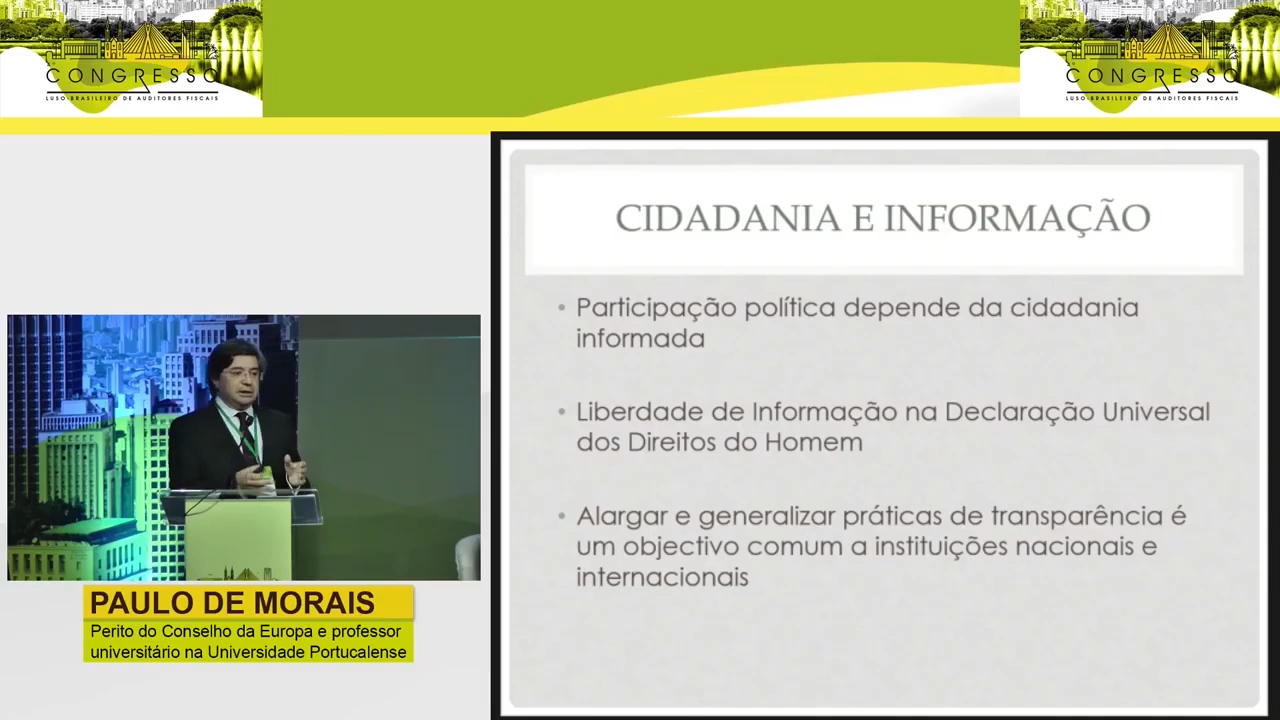 CONGRESSO
LUSO-BRASILEIRO DE AUDITORES FISCAIS
CONGRESSO
LUSO-BRASILEIRO DE AUDITORES FISCAIS
CIDADANIA E INFORMAÇÃO
• Participação política depende da cidadania
informada
• Liberdade de Informação na Declaração Universal
dos Direitos do Homem
• Alargar e generalizar práticas de transparência é
um objectivo comum a instituições nacionais e
internacionais
PAULO DE MORAIS
Perito do Conselho da Europa e professor
universitário na Universidade Portucalense